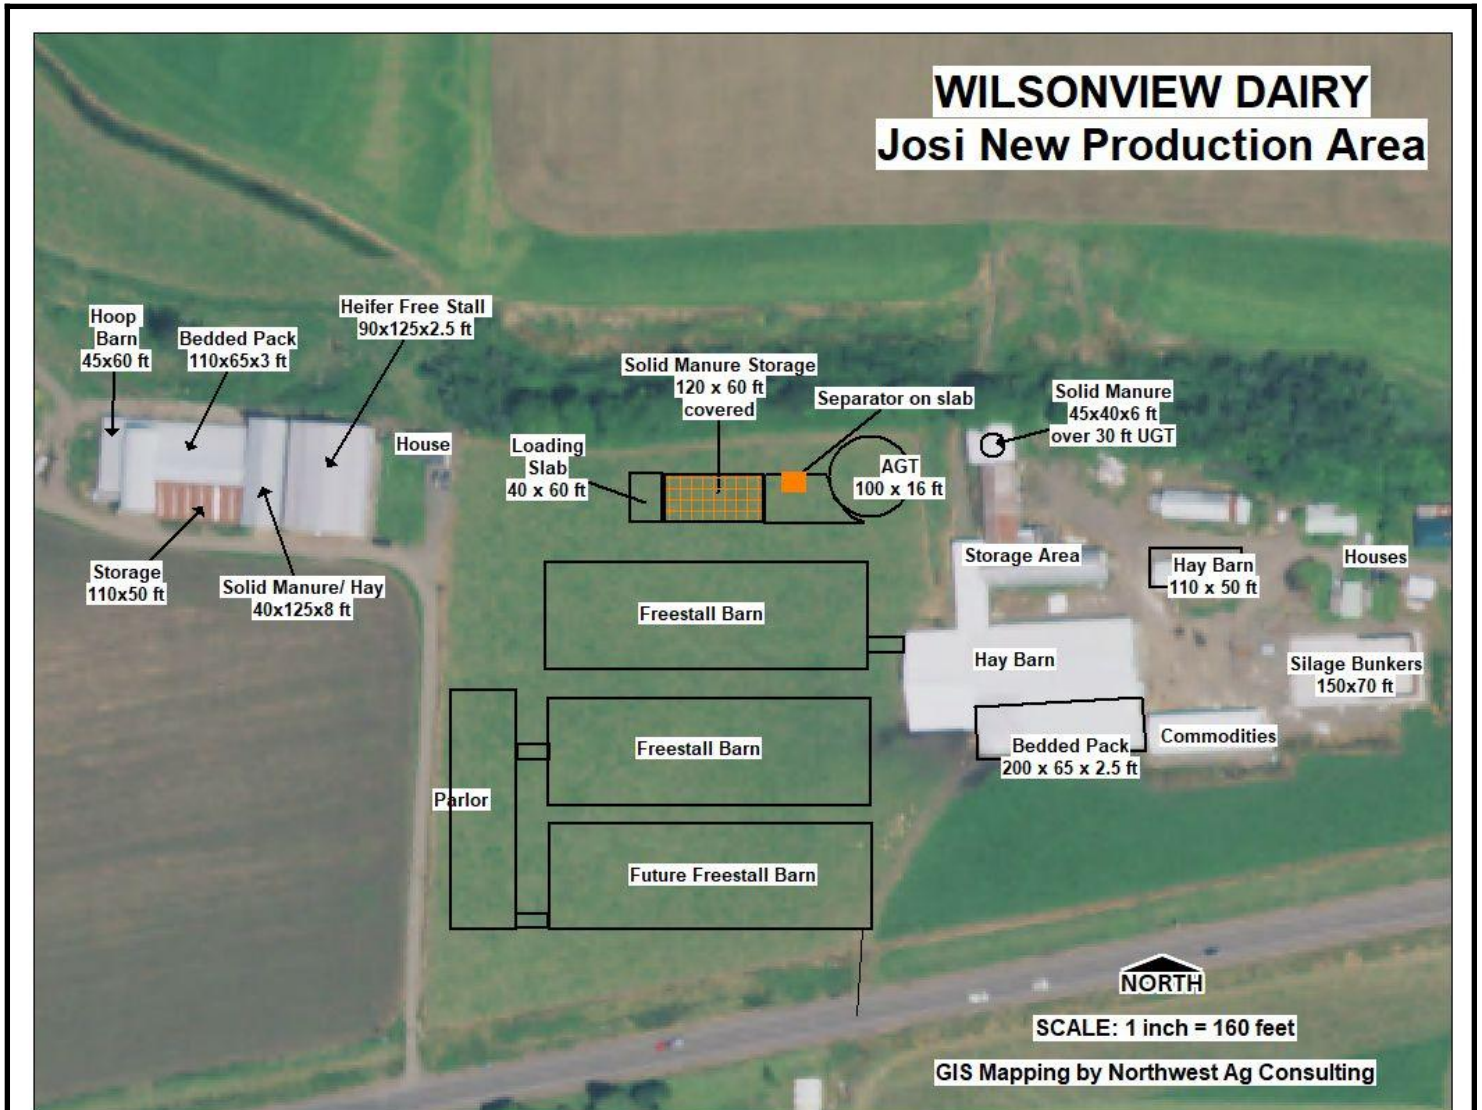 WILSONVIEW DAIRY
Josi New Production Area
Hoop
Barn
45x60 ft
Bedded Pack
110x65x3 ft
Heifer Free Stall
90x125x2.5 ft
Solid Manure Storage
120 x 60 ft
covered
Separator on slab
Solid Manure
45x40x6 ft
over 30 ft UGT
House
Loading
Slab
40 x 60 ft
AGT
100 x 16 ft
Storage
110x50 ft
Solid Manure/ Hay
40x125x8 ft
Storage Area
Hay Barn
110 x 50 ft
Houses
Freestall Barn
Hay Barn
Silage Bunkers
150x70 ft
Freestall Barn
Bedded Pack
200 x 65 x 2.5 ft
Commodities
Parlor
Future Freestall Barn
NORTH
SCALE: 1 inch = 160 feet
GIS Mapping by Northwest Ag Consulting